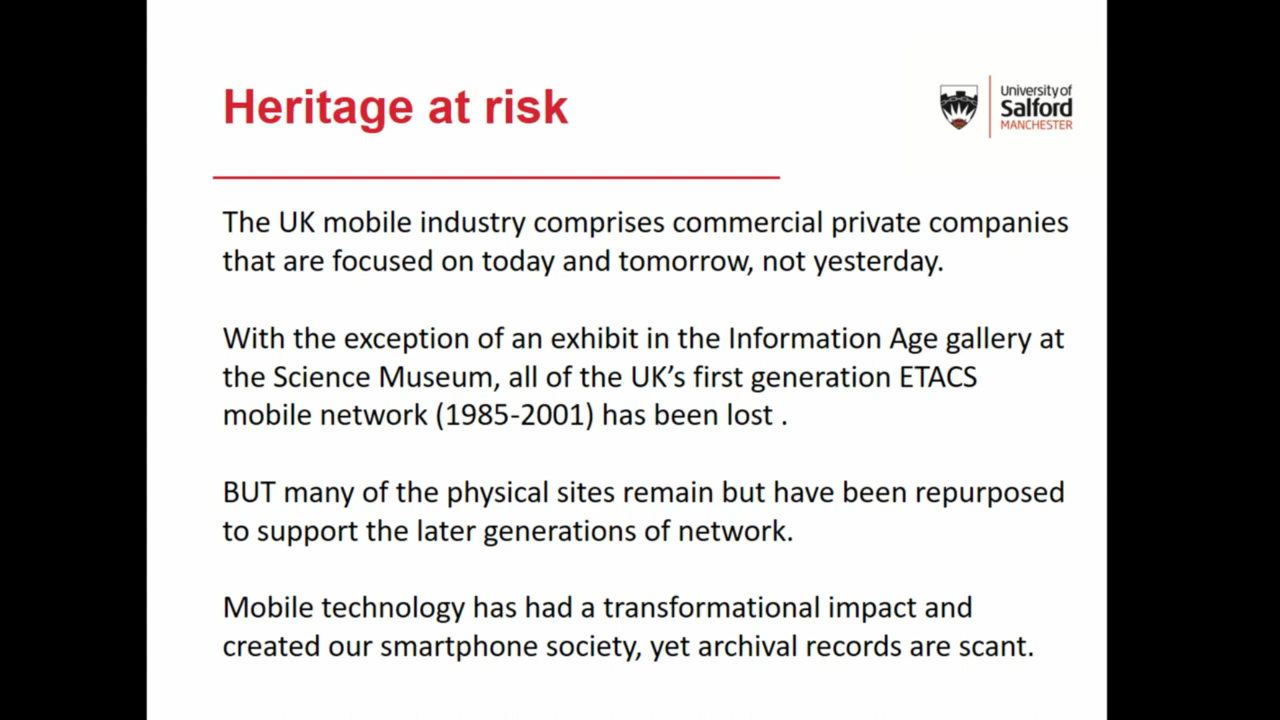 Heritage at risk
University of
Salford
MANCHESTER
The UK mobile industry comprises commercial private companies
that are focused on today and tomorrow, not yesterday.
With the exception of an exhibit in the Information Age gallery at
the Science Museum, all of the UK’s first generation ETACS
mobile network (1985-2001) has been lost .
BUT many of the physical sites remain but have been repurposed
to support the later generations of network.
Mobile technology has had a transformational impact and
created our smartphone society, yet archival records are scant.